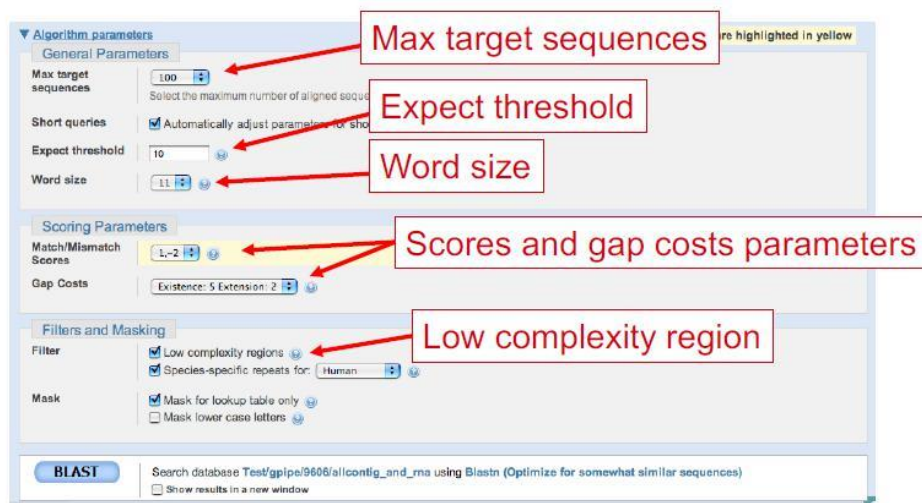 ▼ Algorithm parameters
re highlighted in yellow
Max target sequences
General Parameters
Max target
sequences
100
Select the maximum number of aligned seque
Expect threshold
Short queries
Automatically adjust parameters for sho
Expect threshold
10
Word size
Word size
11
Scoring Parameters
Match/Mismatch
Scores
1,-2
Scores and gap costs parameters
Gap Costs
Existence: 5 Extension: 2
Filters and Masking
Low complexity region
Filter
Low complexity regions
Species-specific repeats for: Human
Mask
Mask for lookup table only
Mask lower case letters
BLAST
Search database Test/gpipe/9606/allcontig_and_rna using Blastn (Optimize for somewhat similar sequences)
Show results in a new window